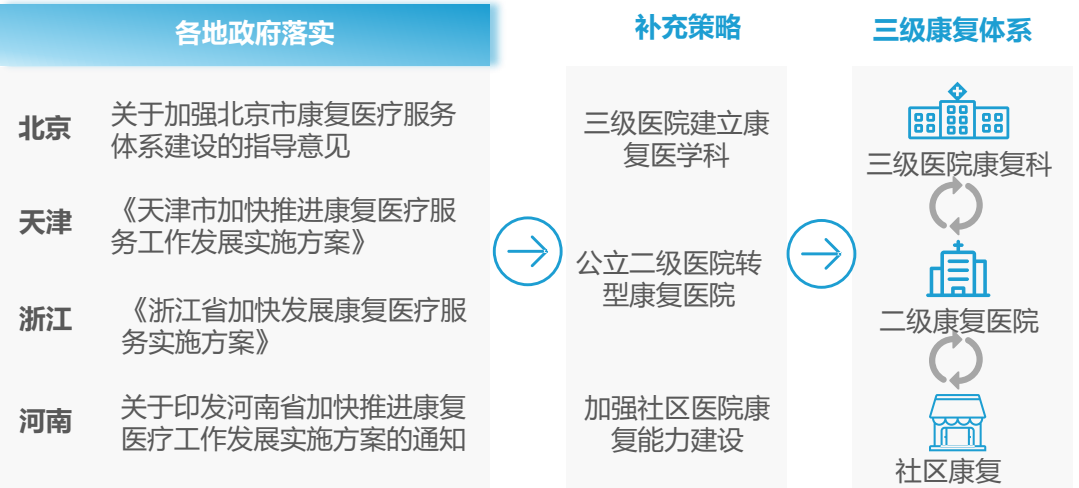 各地政府落实
补充策略
三级康复体系
北京
关于加强北京市康复医疗服务
体系建设的指导意见
天津
《天津市加快推进康复医疗服
务工作发展实施方案》
浙江
《浙江省加快发展康复医疗服
务实施方案》
河南
关于印发河南省加快推进康复
医疗工作发展实施方案的通知
三级医院建立康
复医学科
公立二级医院转
型康复医院
加强社区医院康
复能力建设
三级医院康复科
二级康复医院
社区康复